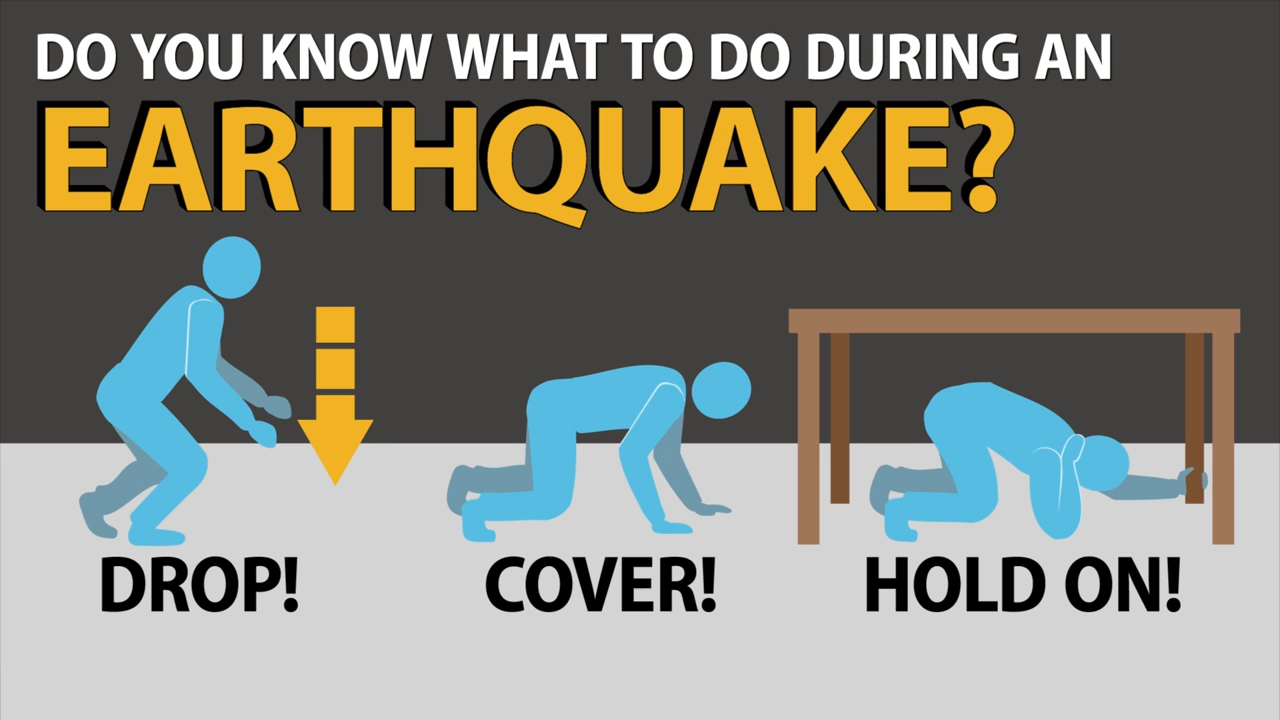 DO YOU KNOW WHAT TO DO DURING AN
EARTHQUAKE?
DROP!
COVER!
HOLD ON!